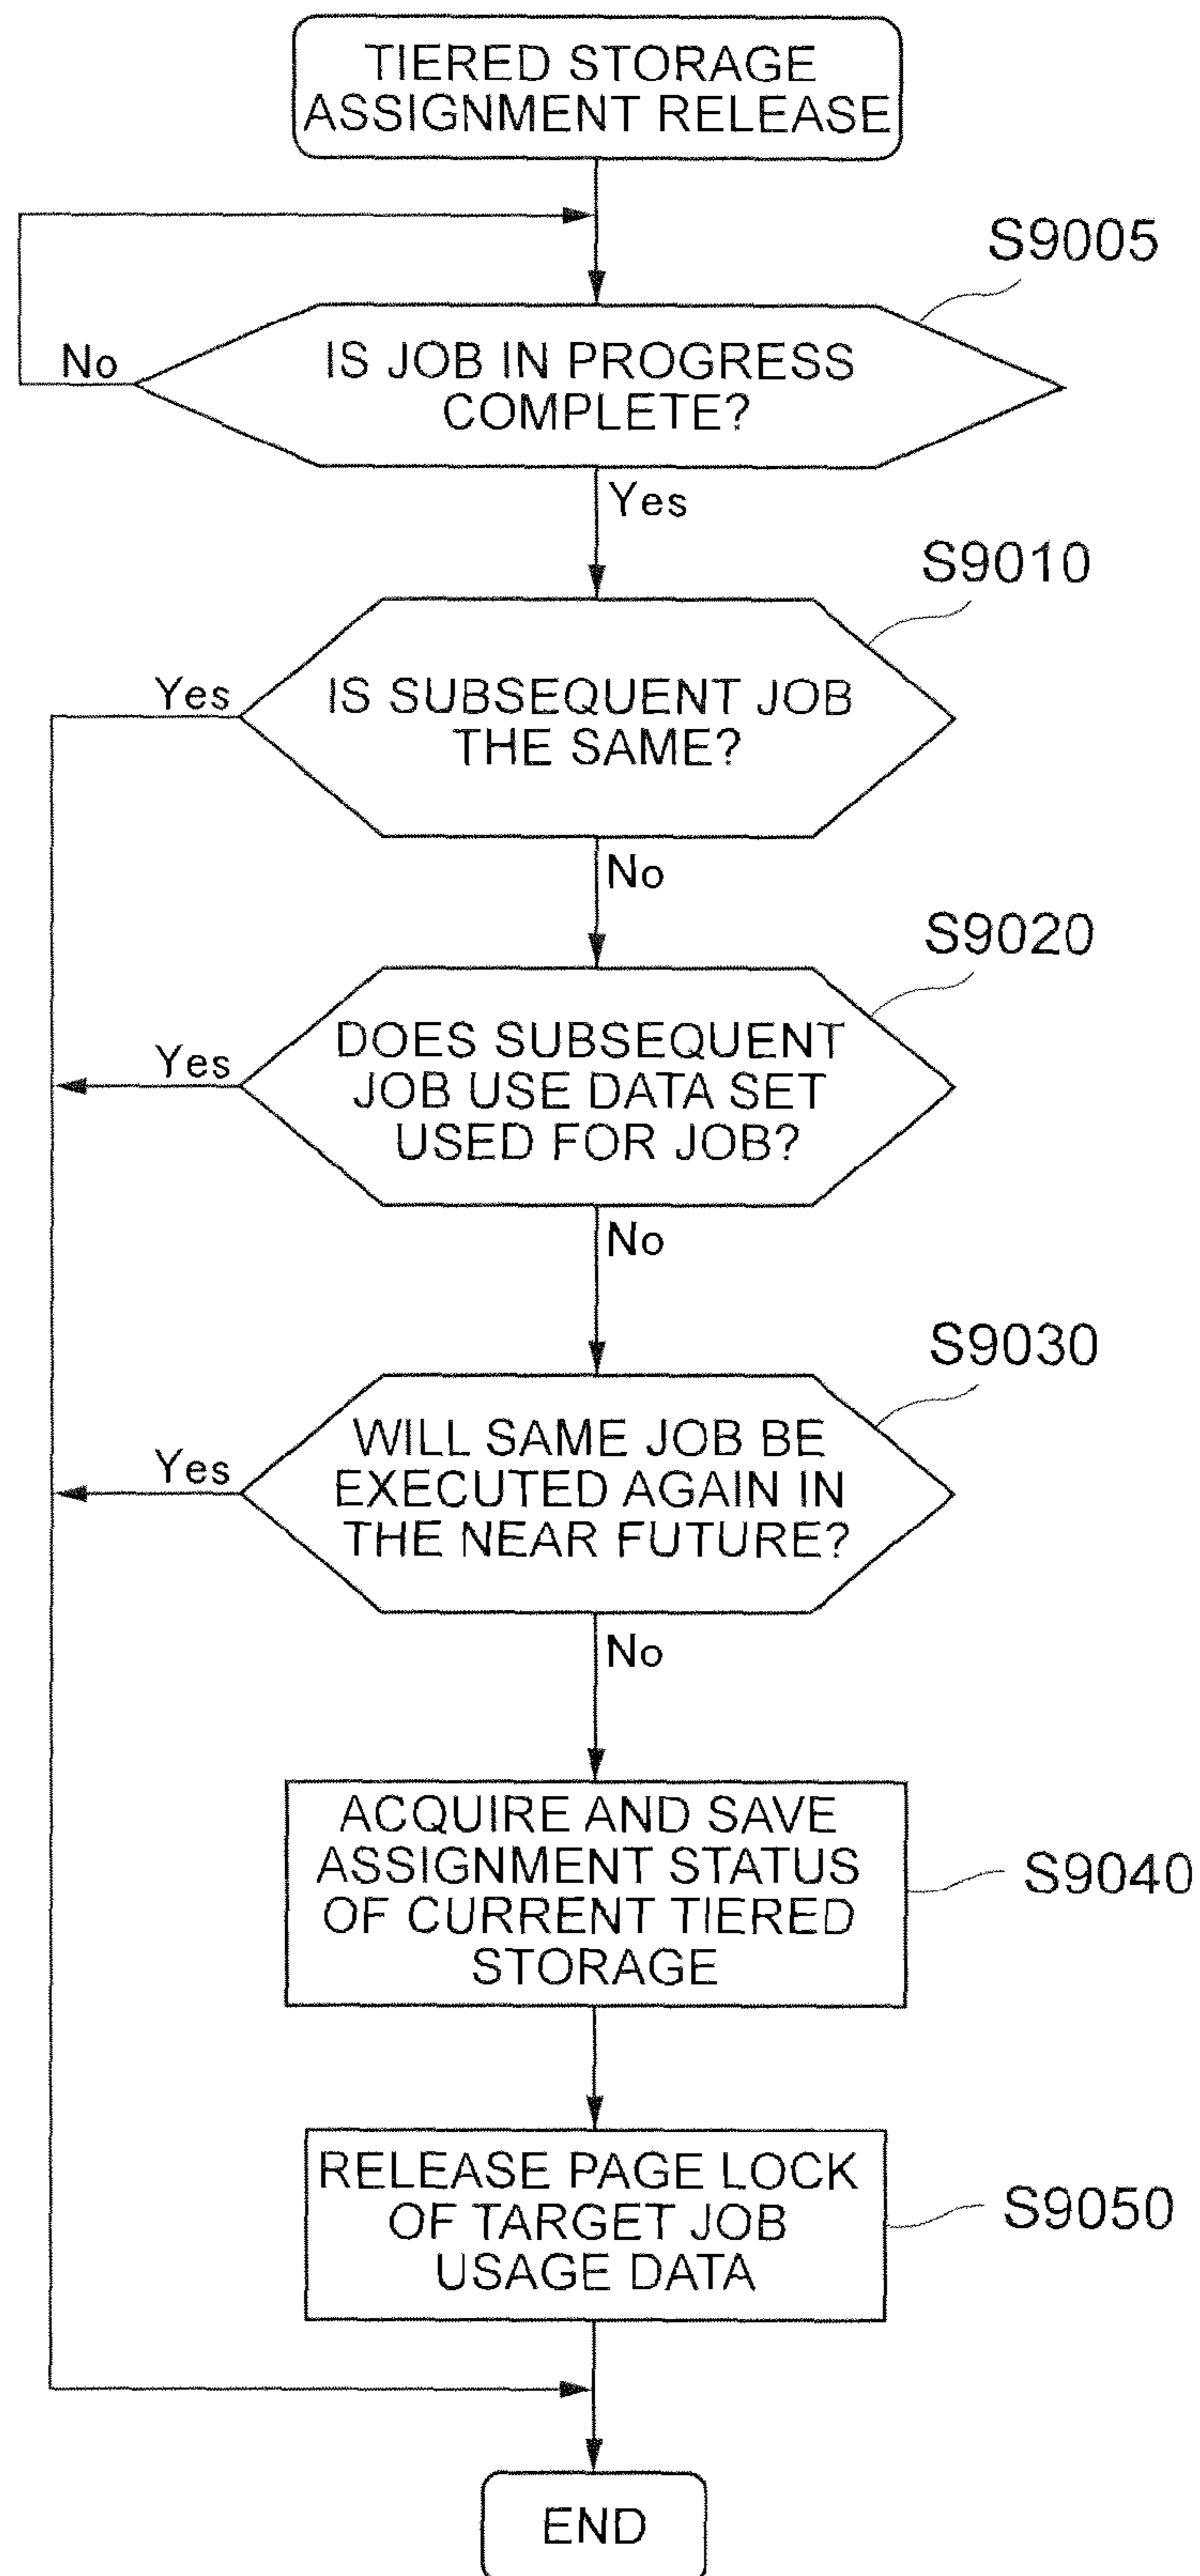 TIERED STORAGE
ASSIGNMENT RELEASE
S9005
No
IS JOB IN PROGRESS
COMPLETE?
Yes
S9010
Yes
IS SUBSEQUENT JOB
THE SAME?
No
S9020
Yes
DOES SUBSEQUENT
JOB USE DATA SET
USED FOR JOB?
No
S9030
Yes
WILL SAME JOB BE
EXECUTED AGAIN IN
THE NEAR FUTURE?
No
ACQUIRE AND SAVE
ASSIGNMENT STATUS
OF CURRENT TIERED
STORAGE
S9040
RELEASE PAGE LOCK
OF TARGET JOB
USAGE DATA
S9050
END